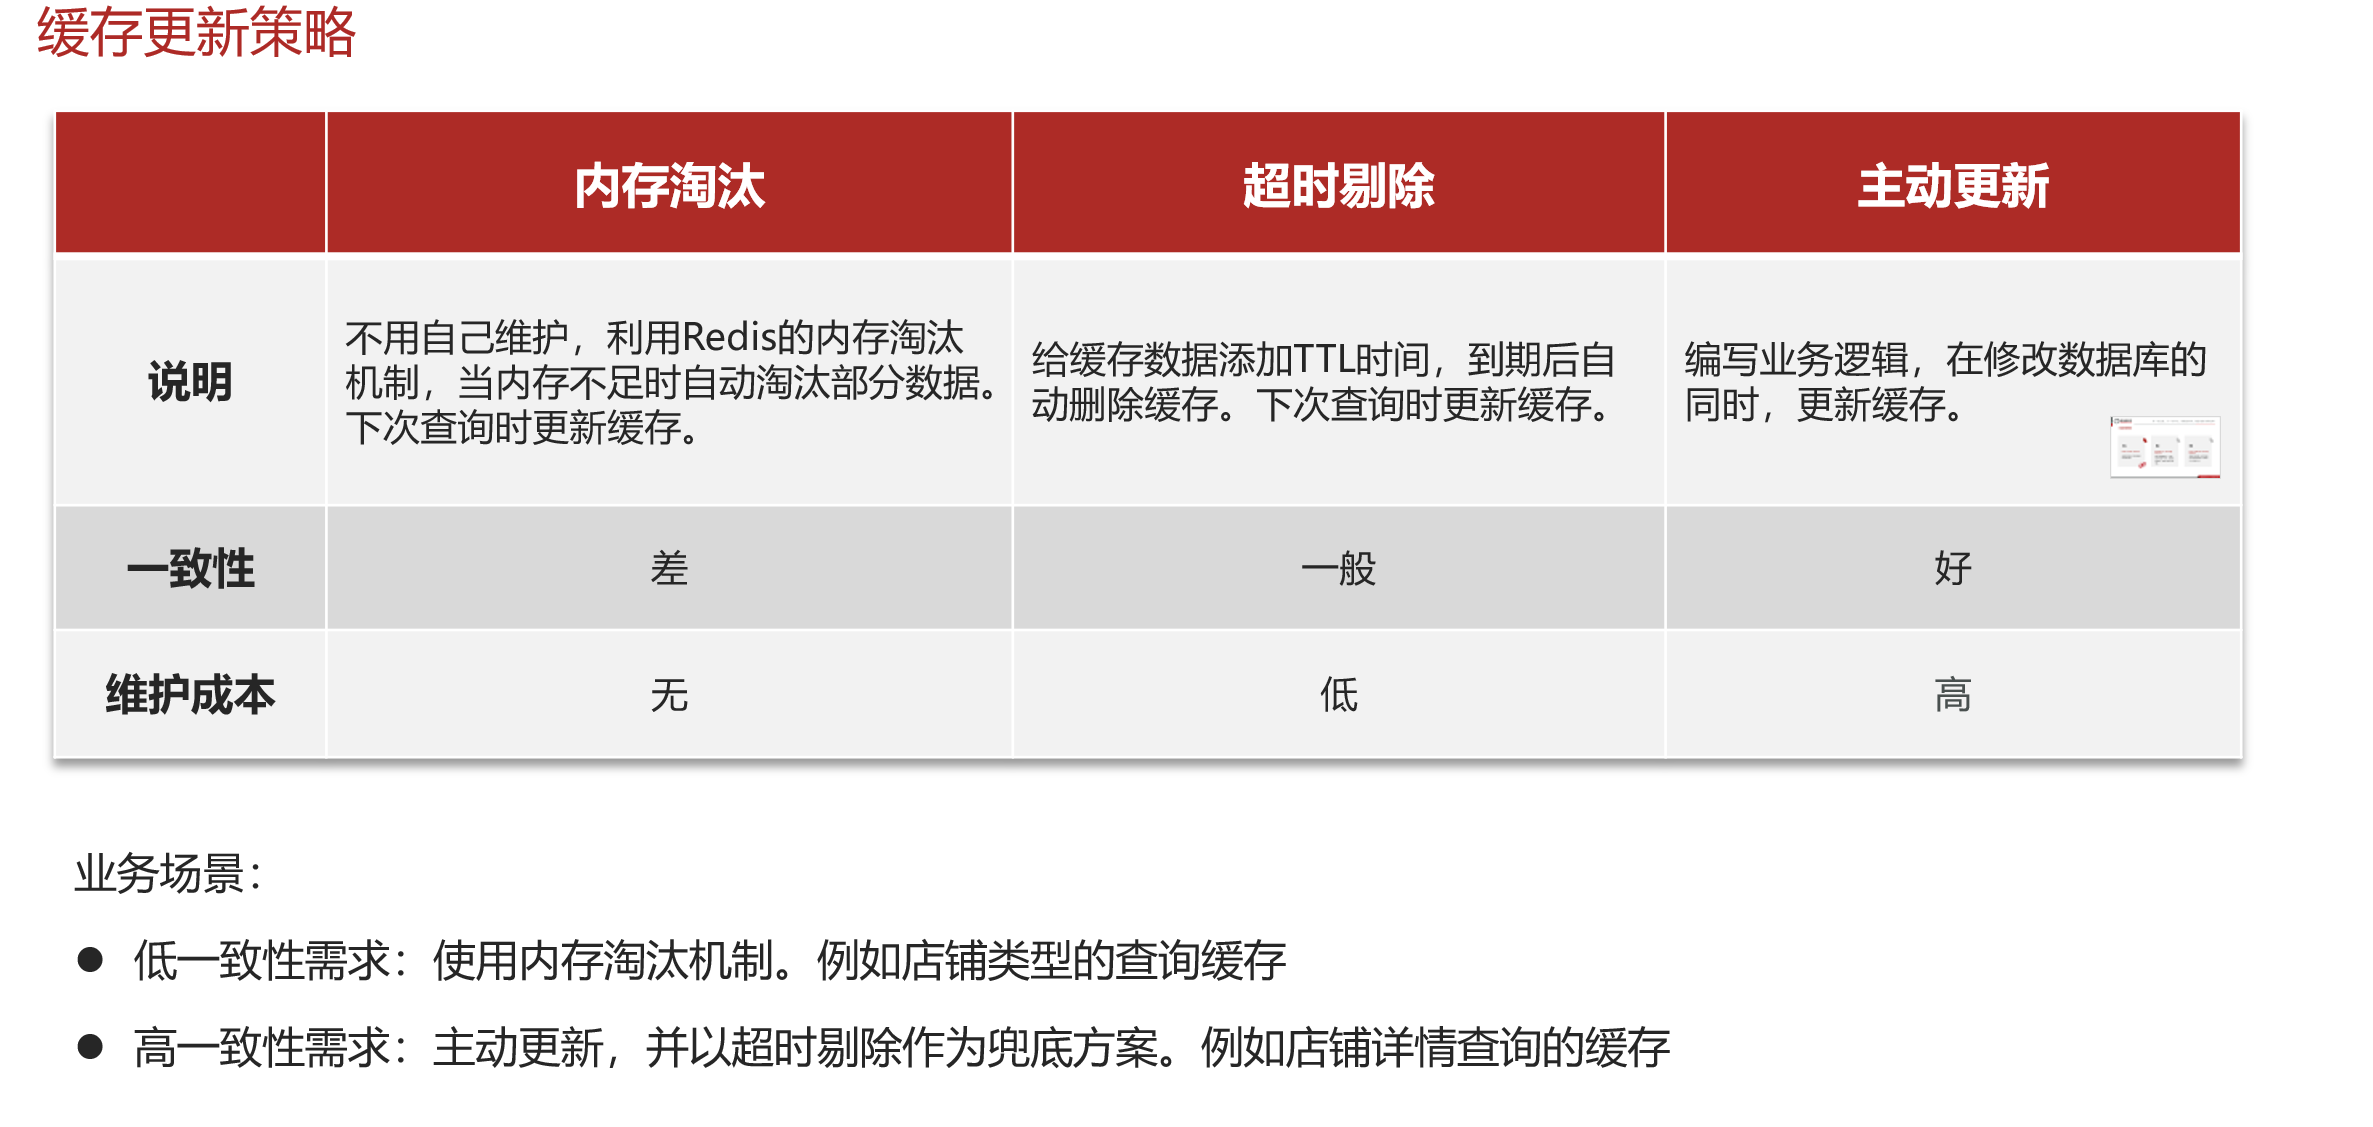 缓存更新策略
内存淘汰
超时剔除
主动更新
说明
不用自己维护，利用Redis的内存淘汰
机制，当内存不足时自动淘汰部分数据。
下次查询时更新缓存。
给缓存数据添加TTL时间，到期后自
动删除缓存。下次查询时更新缓存。
编写业务逻辑，在修改数据库的
同时，更新缓存。
一致性
差
一般
好
维护成本
无
低
高
业务场景：
● 低一致性需求：使用内存淘汰机制。例如店铺类型的查询缓存
● 高一致性需求：主动更新，并以超时剔除作为兜底方案。例如店铺详情查询的缓存